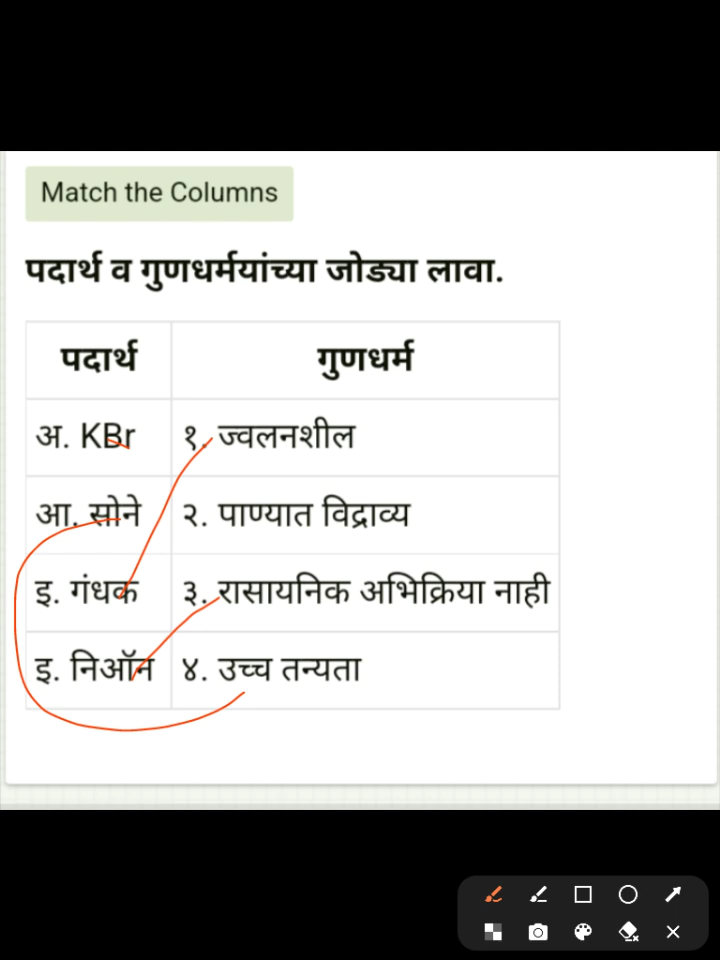 Match the Columns
पदार्थ व गुणधर्मयांच्या जोड्या लावा.
पदार्थ गुणधर्म
अ. KBr १. ज्वलनशील
आ. सोने २. पाण्यात विद्राव्य
इ. गंधक ३. रासायनिक अभिक्रिया नाही
इ. निऑन ४. उच्च तन्यता